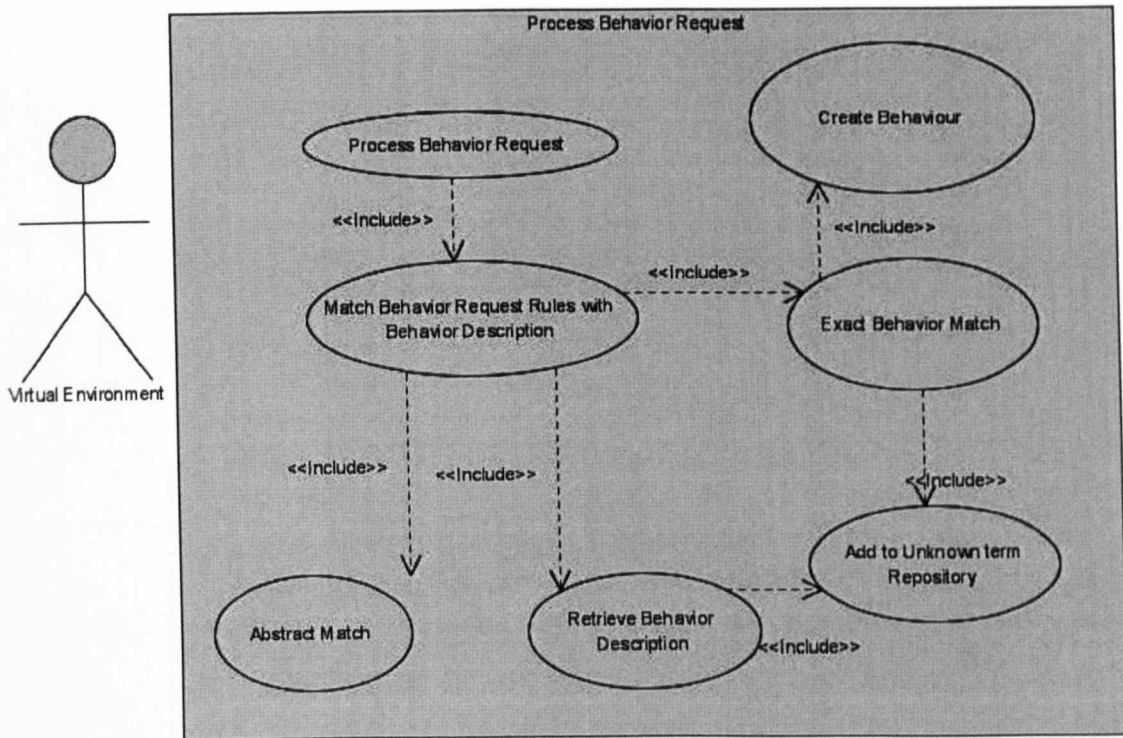 Process Behavior Request
Create Behaviour
Process Behavior Request
<<Include>>
<<Include>>
<<Include>>
Match Behavior Request Rules with
Behavior Description
Exact Behavior Match
Virtual Environment
<<Include>>
<<Include>>
<<Include>>
Add to Unknown term
Repository
Abstract Match
Retrieve Behavior
Description
<<Include>>